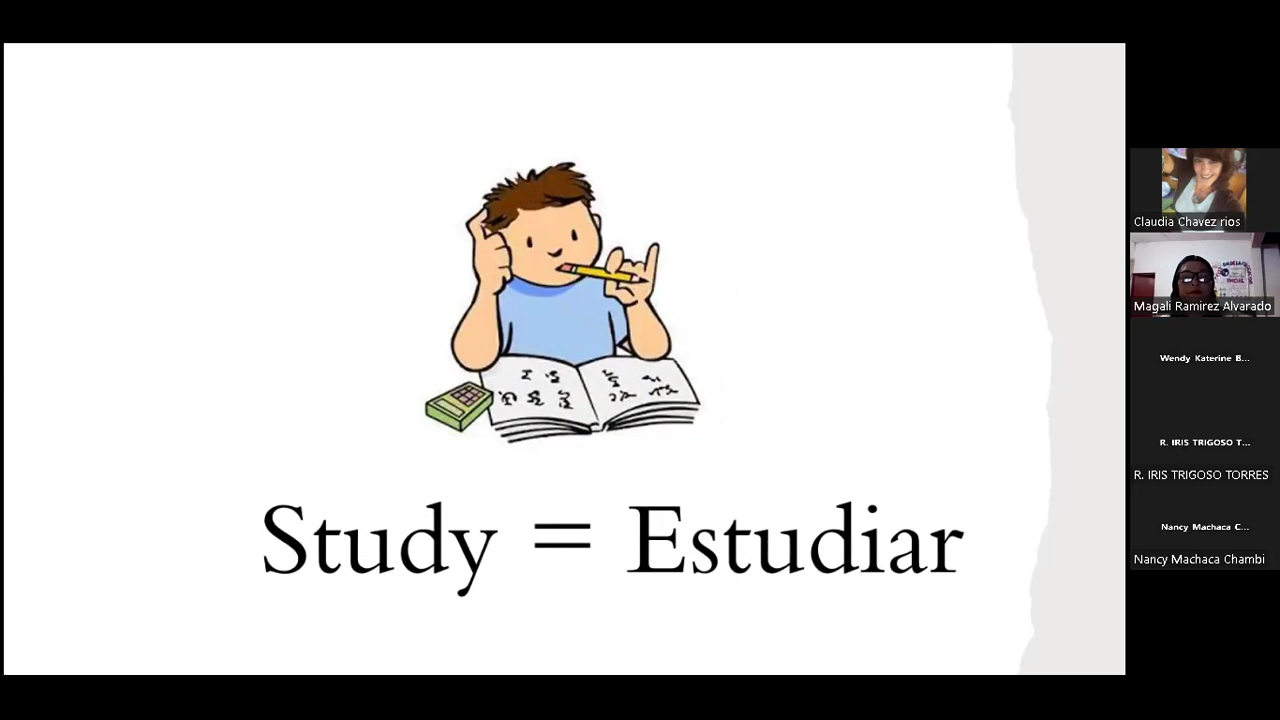 Study = Estudiar
Claudia Chavez rios
Magali Ramirez Alvarado
Wendy Katerine B...
R. IRIS TRIGOSO T...
R. IRIS TRIGOSO TORRES
Nancy Machaca C...
Nancy Machaca Chambi